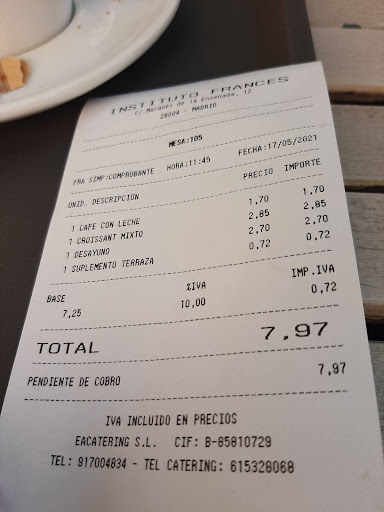 INSTITUTO FRANCES
C/ Marqués de la Ensenada, 12
28004 - MADRID
MESA:105
FRA SIMP:COMPROBANTE HORA:11:45 FECHA:17/05/2021
UNID. DESCRIPCION PRECIO IMPORTE
1 CAFE CON LECHE 1,70 1,70
1 CROISSANT MIXTO 2,85 2,85
1 DESAYUNO 2,70 2,70
1 SUPLEMENTO TERRAZA 0,72 0,72
BASE %IVA IMP.IVA
7,25 10,00 0,72
TOTAL 7,97
PENDIENTE DE COBRO 7,97
IVA INCLUIDO EN PRECIOS
EACATERING S.L. CIF: B-85810729
TEL: 917004834 - TEL CATERING: 615328068